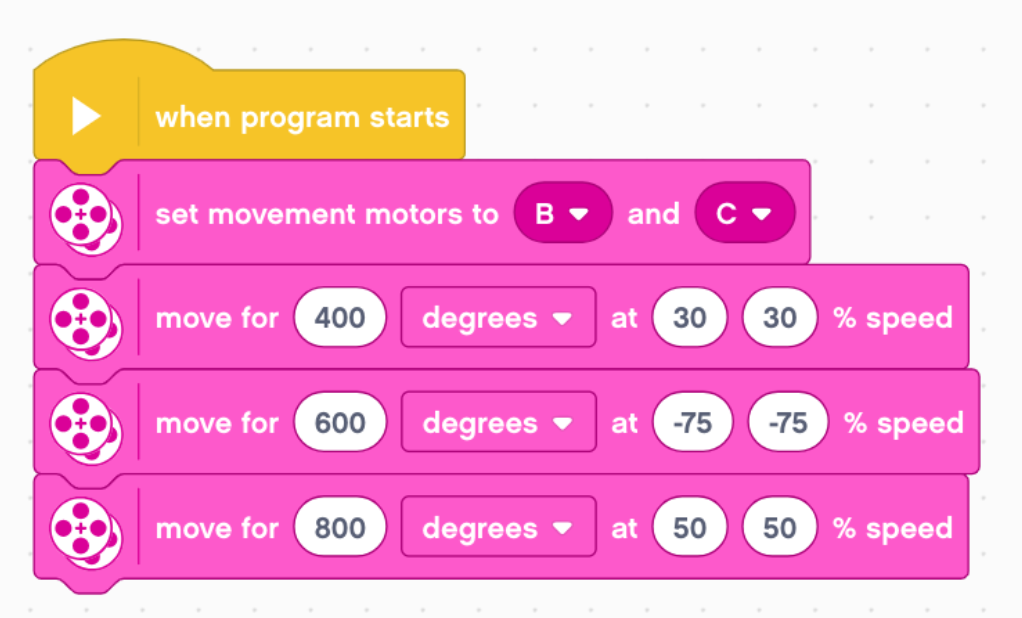 when program starts
set movement motors to B and C
move for 400 degrees at 30 30 % speed
move for 600 degrees at -75 -75 % speed
move for 800 degrees at 50 50 % speed